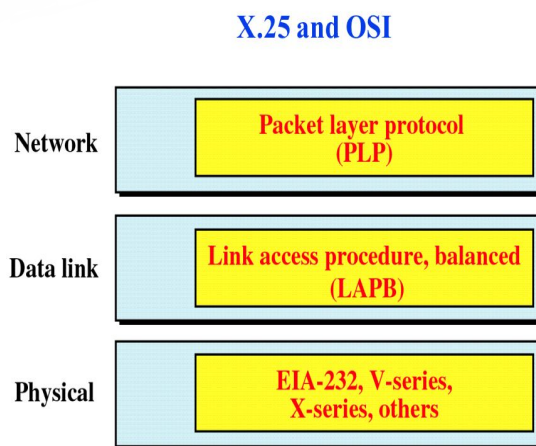 X.25 and OSI
Network
Packet layer protocol
(PLP)
Data link
Link access procedure, balanced
(LAPB)
Physical
EIA-232, V-series,
X-series, others